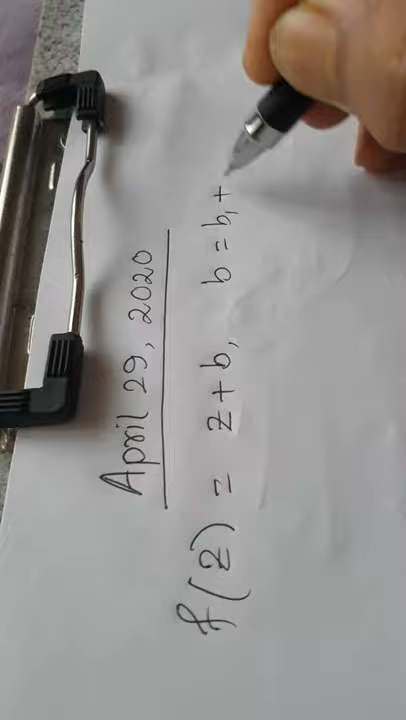 April 29, 2020
f(z) = z+b, b = b₁ +